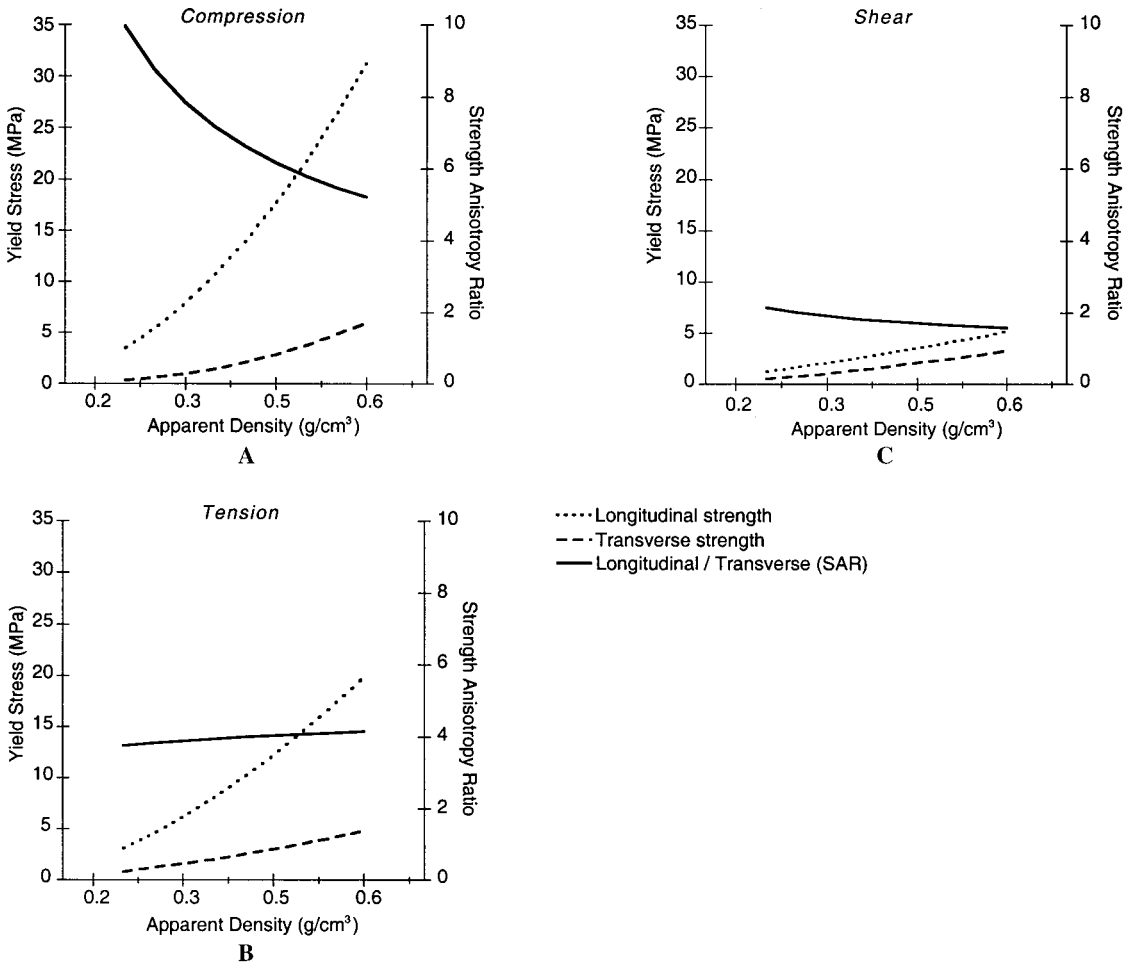 Compression
35
30
25
20
15
10
5
0
Yield Stress (MPa)
10
8
6
4
2
0
Strength Anisotropy Ratio
0.2 0.3 0.5 0.6
Apparent Density (g/cm³)
A
Shear
35
30
25
20
15
10
5
0
Yield Stress (MPa)
10
8
6
4
2
0
Strength Anisotropy Ratio
0.2 0.3 0.5 0.6
Apparent Density (g/cm³)
C
Tension
35
30
25
20
15
10
5
0
Yield Stress (MPa)
10
8
6
4
2
0
Strength Anisotropy Ratio
0.2 0.3 0.5 0.6
Apparent Density (g/cm³)
B
Longitudinal strength
Transverse strength
Longitudinal / Transverse (SAR)